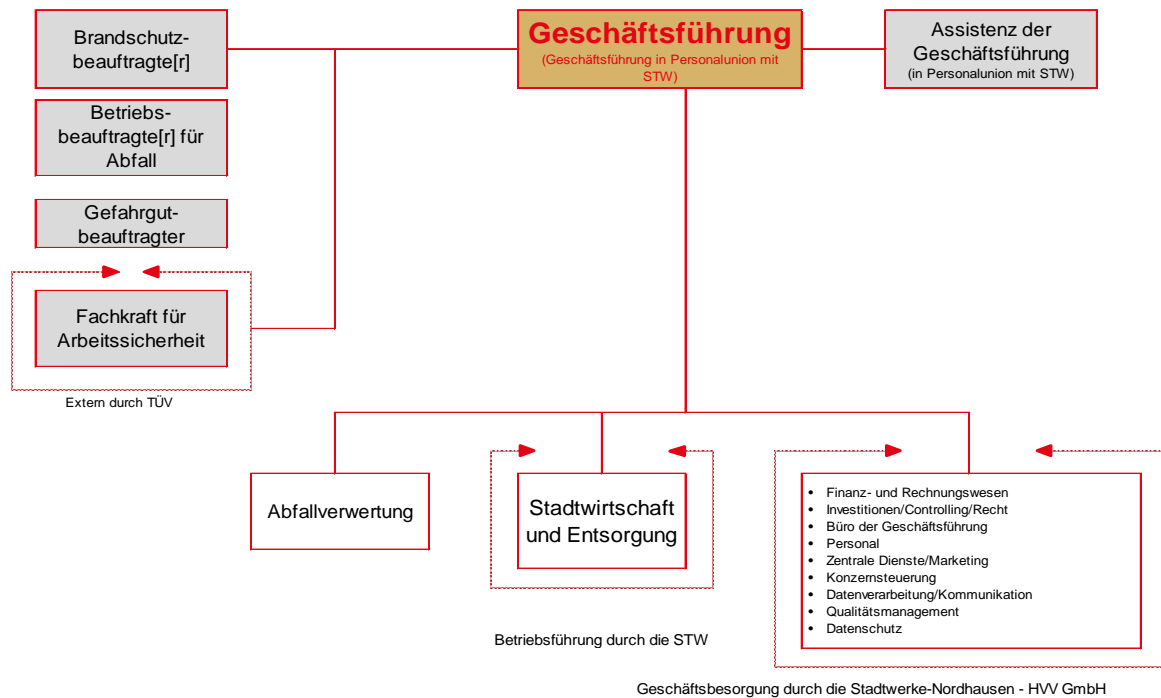 Brandschutz-
beauftragte[r]
Geschäftsführung
(Geschäftsführung in Personalunion mit
STW)
Assistenz der
Geschäftsführung
(in Personalunion mit STW)
Betriebs-
beauftragte[r] für
Abfall
Gefahrgut-
beauftragter
Fachkraft für
Arbeitssicherheit
Extern durch TÜV
Abfallverwertung
Stadtwirtschaft
und Entsorgung
• Finanz- und Rechnungswesen
• Investitionen/Controlling/Recht
• Büro der Geschäftsführung
• Personal
• Zentrale Dienste/Marketing
• Konzernsteuerung
• Datenverarbeitung/Kommunikation
• Qualitätsmanagement
• Datenschutz
Betriebsführung durch die STW
Geschäftsbesorgung durch die Stadtwerke-Nordhausen - HVV GmbH